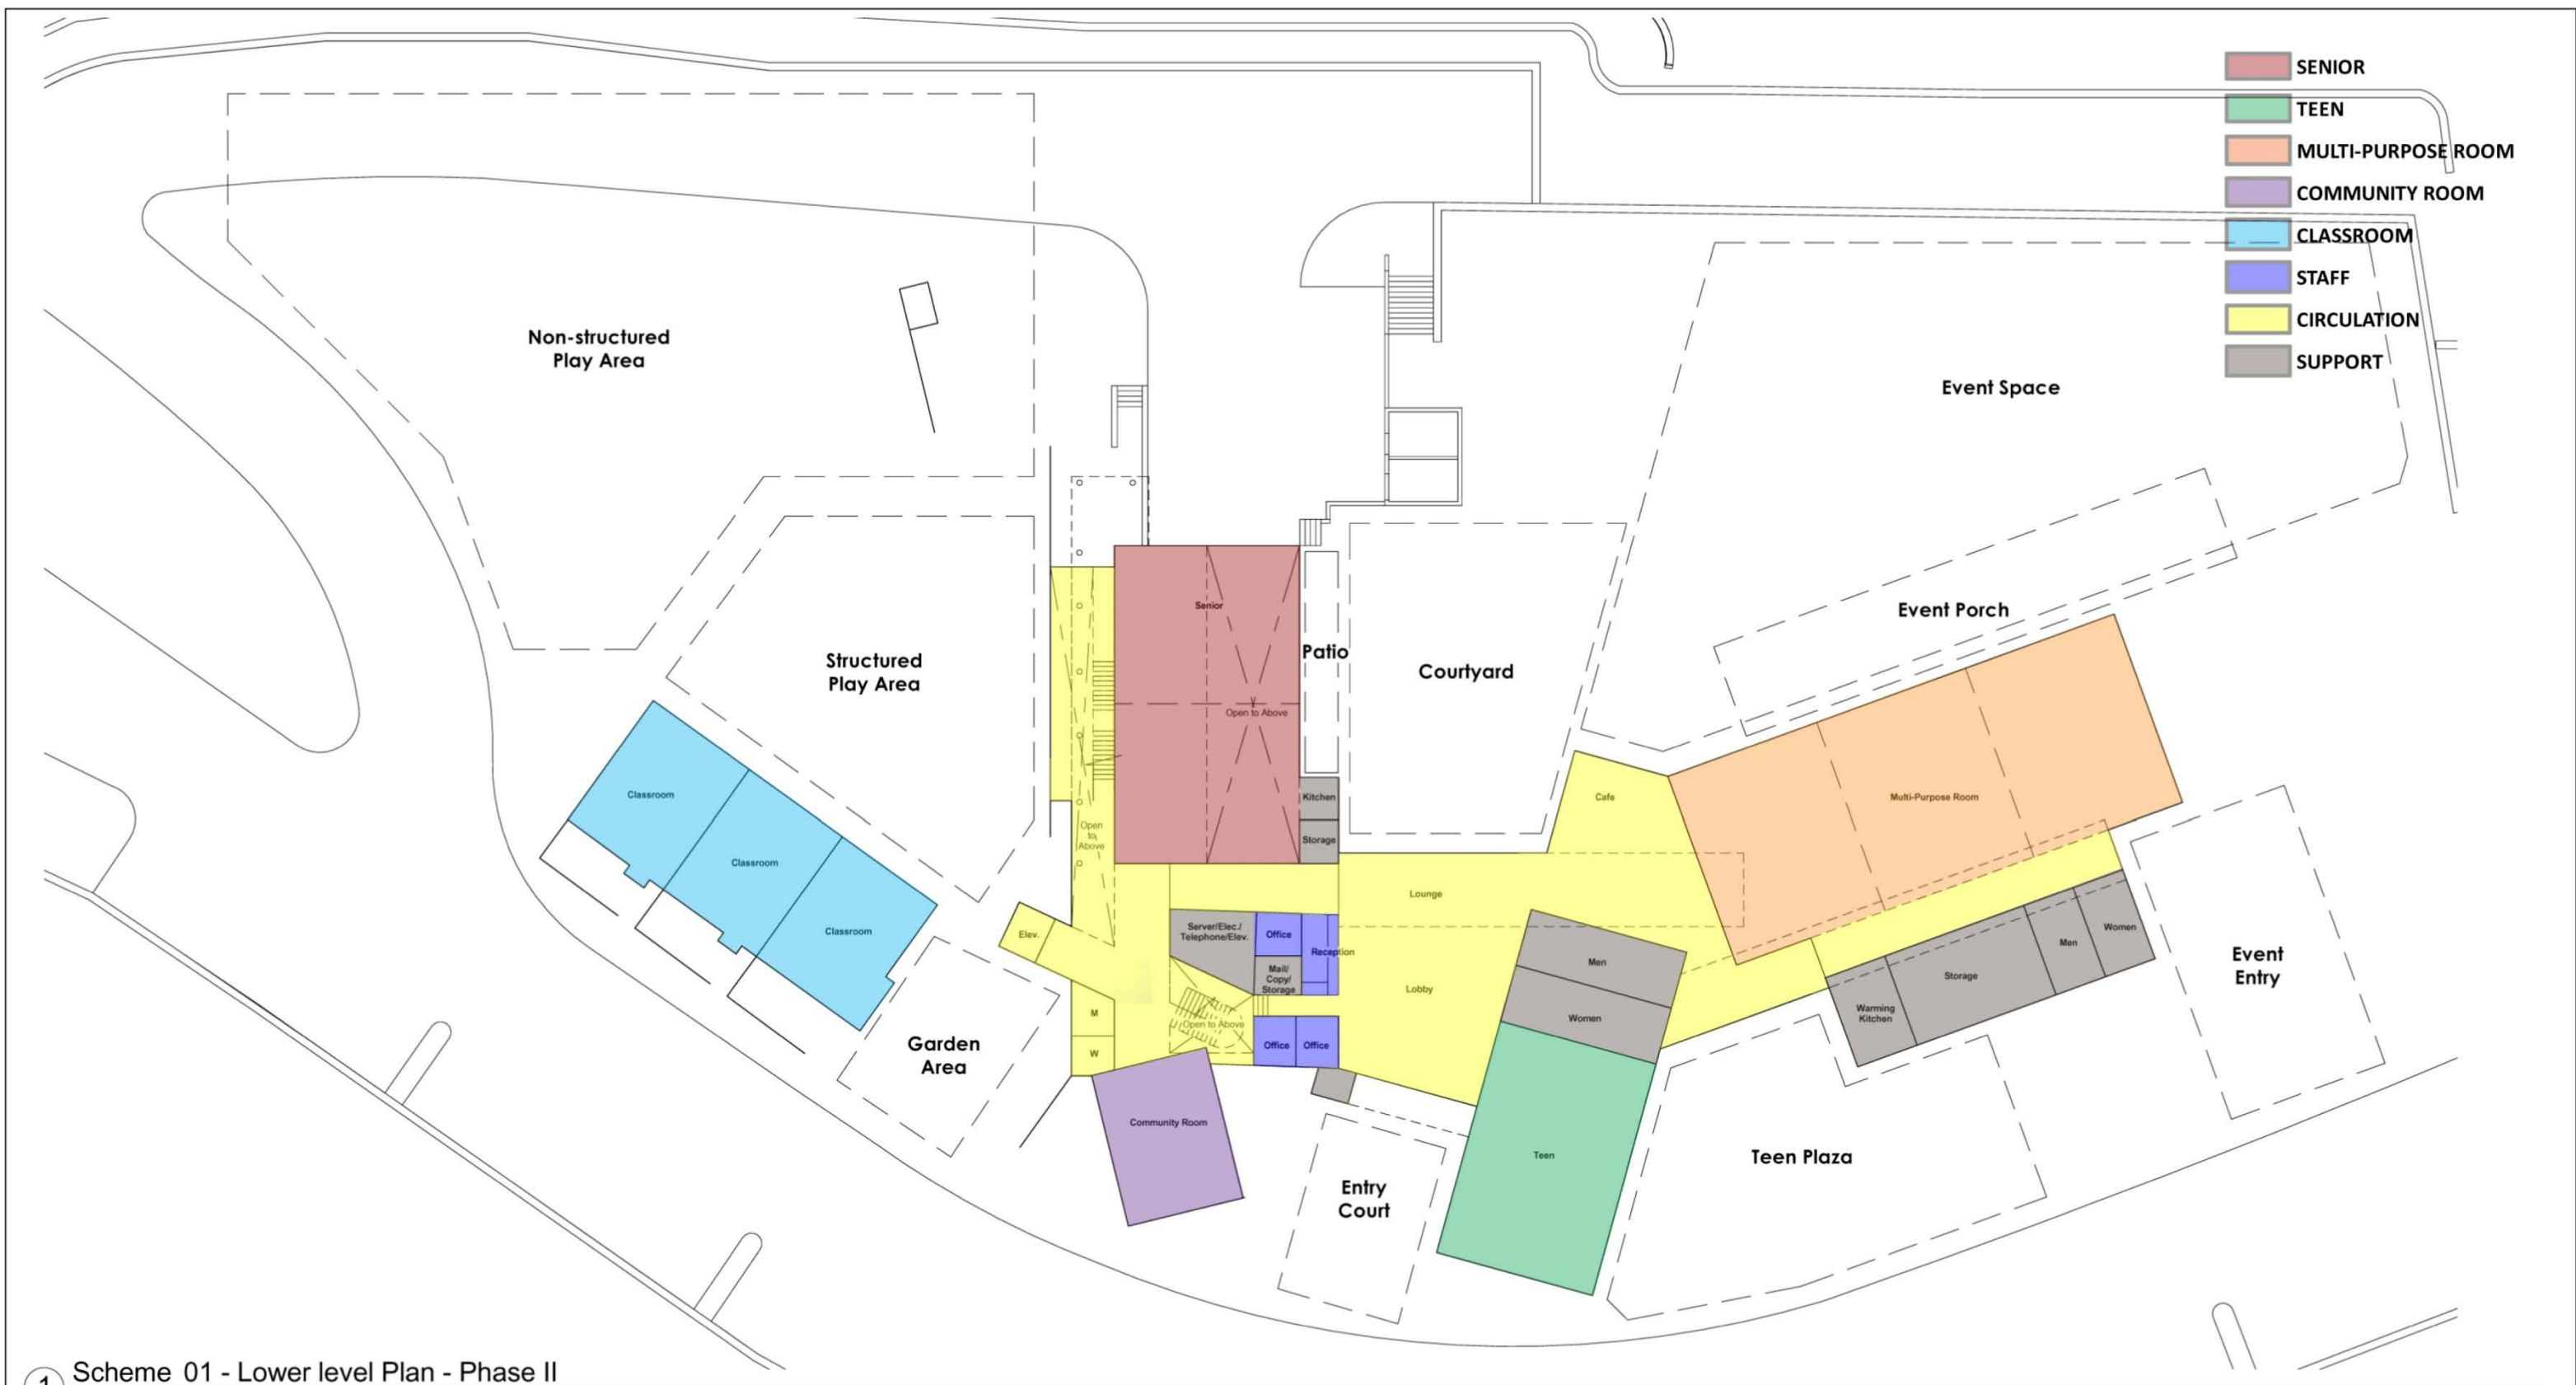 SENIOR
TEEN
MULTI-PURPOSE ROOM
COMMUNITY ROOM
CLASSROOM
STAFF
CIRCULATION
SUPPORT
Non-structured
Play Area
Event Space
Structured
Play Area
Senior
Open to Above
Patio
Courtyard
Event Porch
Kitchen
Storage
Cafe
Multi-Purpose Room
Classroom
Classroom
Classroom
Open
to
Above
Elev.
Lounge
Server/Elec./
Telephone/Elev.
Office
Reception
Mail/
Copy/
Storage
Lobby
Men
Women
Open to Above
Office
Office
M
W
Warming
Kitchen
Storage
Men
Women
Event
Entry
Garden
Area
Community Room
Entry
Court
Teen
Teen Plaza
1
Scheme 01 - Lower level Plan - Phase II